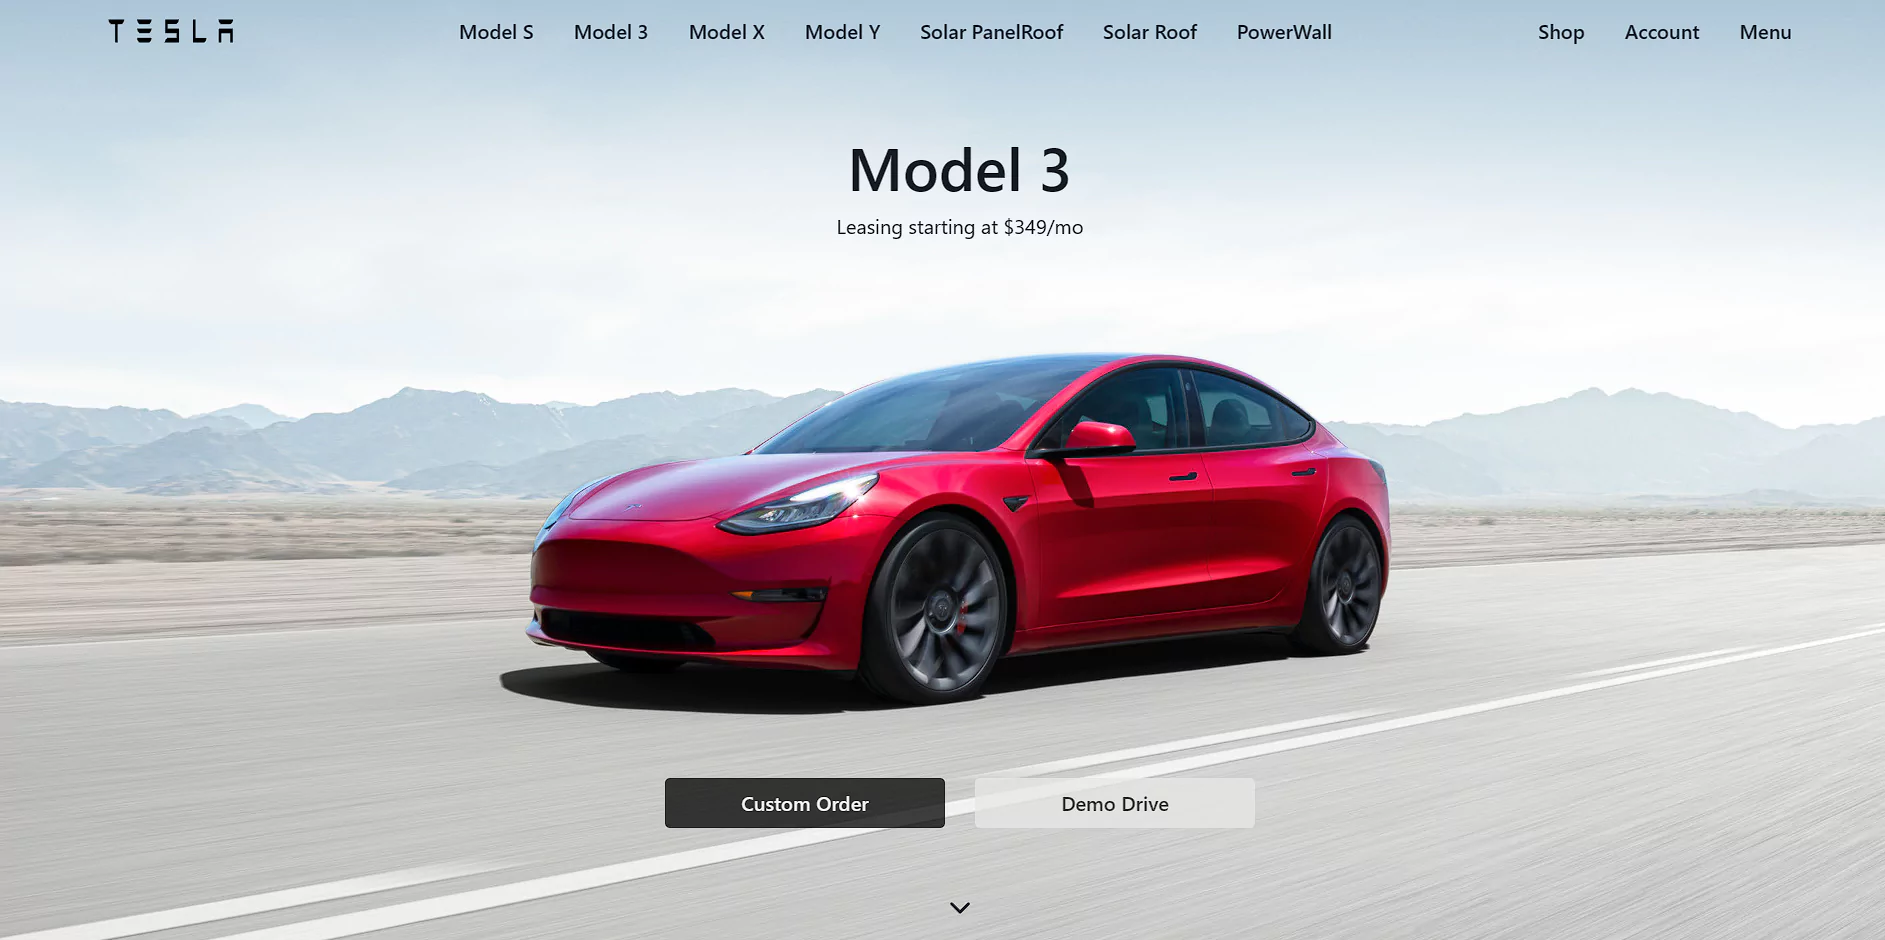 TESLA
Model S
Model 3
Model X
Model Y
Solar PanelRoof
Solar Roof
PowerWall
Shop
Account
Menu
Model 3
Leasing starting at $349/mo
Custom Order
Demo Drive